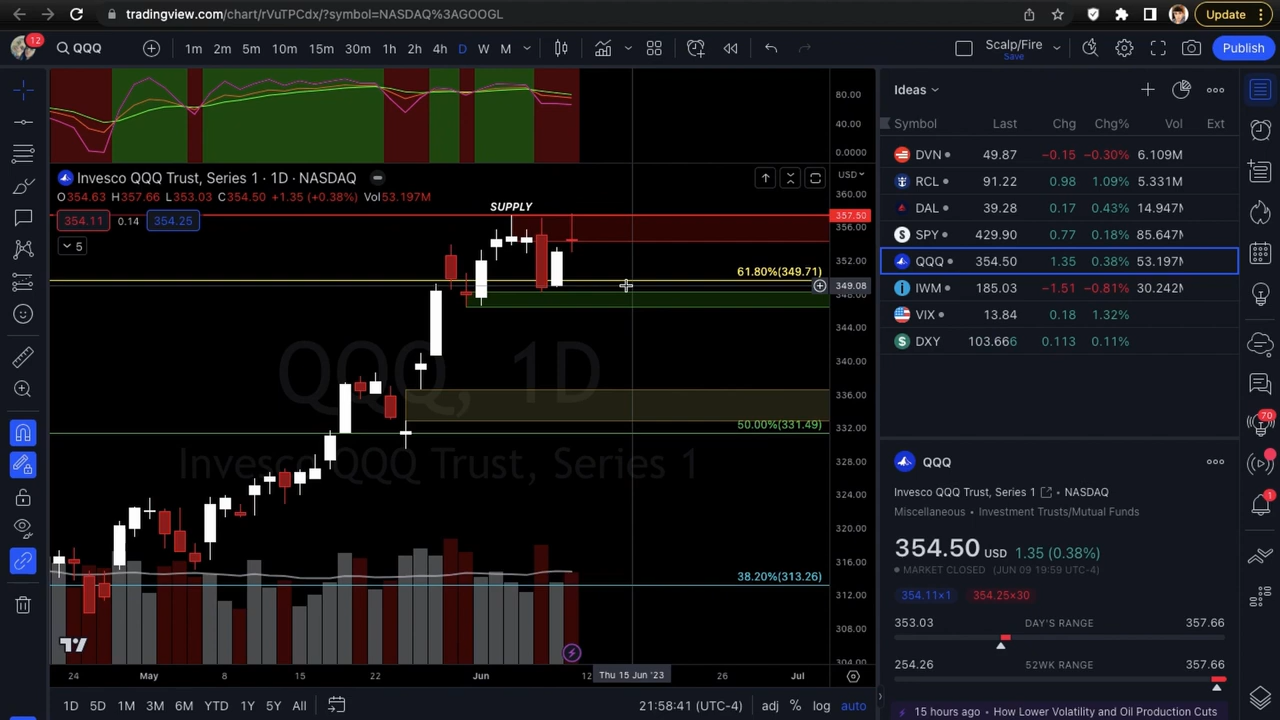 tradingview.com/chart/rVuTPCdx/?symbol=NASDAQ%3AGOOGL
Update
12
QQQ
1m 2m 5m 10m 15m 30m 1h 2h 4h D W M
Scalp/Fire
Save
Publish
80.00
40.00
0.0000
Invesco QQQ Trust, Series 1 · 1D · NASDAQ
O354.63 H357.66 L353.03 C354.50 +1.35 (+0.38%) Vol53.197M
354.11 0.14 354.25
5
SUPPLY
61.80%(349.71)
50.00%(331.49)
38.20%(313.26)
QQQ, 1D
Invesco QQQ Trust, Series 1
USD
360.00
357.50
356.00
352.00
349.08
348.00
344.00
340.00
336.00
332.00
328.00
324.00
320.00
316.00
312.00
308.00
304.00
24 May 8 15 22 Jun 12 Thu 15 Jun '23 26 Jul
1D 5D 1M 3M 6M YTD 1Y 5Y All
21:58:41 (UTC-4) adj % log auto
Ideas
Symbol Last Chg Chg% Vol Ext
DVN 49.87 −0.15 −0.30% 6.109M
RCL 91.22 0.98 1.09% 5.331M
DAL 39.28 0.17 0.43% 14.947M
SPY 429.90 0.77 0.18% 85.647M
QQQ 354.50 1.35 0.38% 53.197M
IWM 185.03 −1.51 −0.81% 30.224
VIX 13.84 0.18 1.32%
DXY 103.666 0.113 0.11%
QQQ
Invesco QQQ Trust, Series 1 NASDAQ
Miscellaneous • Investment Trusts/Mutual Funds
354.50 USD 1.35 (0.38%)
MARKET CLOSED (JUN 09 19:59 UTC-4)
354.11×1 354.25×30
353.03 DAY'S RANGE 357.66
254.26 52WK RANGE 357.66
15 hours ago • How Lower Volatility and Oil Production Cuts
70
1